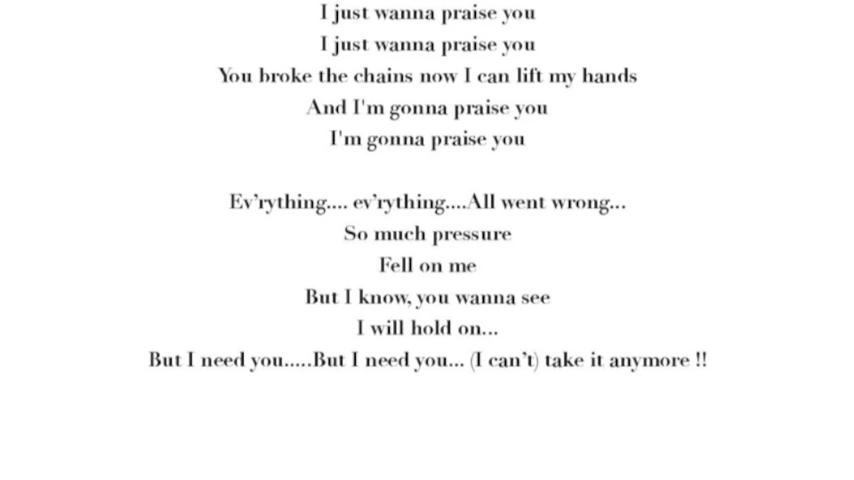 I just wanna praise you
I just wanna praise you
You broke the chains now I can lift my hands
And I'm gonna praise you
I'm gonna praise you
Ev’rything.... ev’rything....All went wrong...
So much pressure
Fell on me
But I know, you wanna see
I will hold on...
But I need you.....But I need you... (I can’t) take it anymore !!